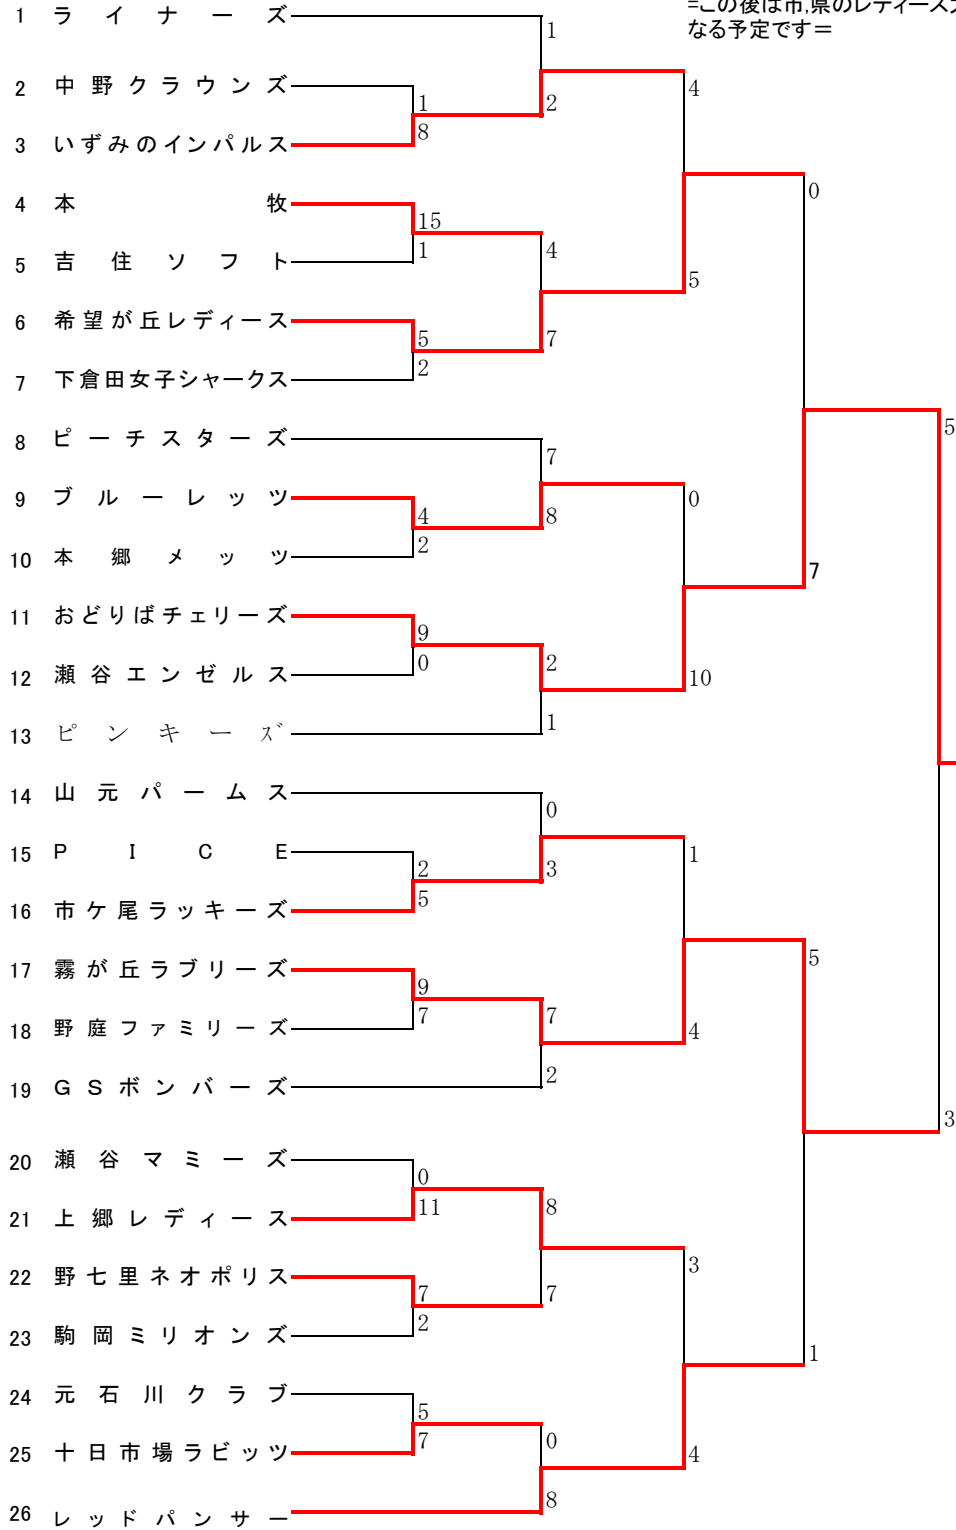 =この後は市,県のレディース
なる予定です＝
1 ライナーズ
1
2 中野クラウンズ
1
2
4
8
3 いずみのインパルス
0
4 本牧
15
1
4
5 吉住ソフト
5
6 希望が丘レディース
5
7
2
7 下倉田女子シャークス
5
8 ピーチスターズ
7
0
9 ブルーレッツ
4
8
2
10 本郷メッツ
7
11 おどりばチェリーズ
9
0
2
10
12 瀬谷エンゼルス
1
13 ピンキーズ
14 山元パームス
0
1
15 PICE
2
3
5
16 市ケ尾ラッキーズ
5
17 霧が丘ラブリーズ
9
7
7
4
18 野庭ファミリーズ
2
19 GSボンバーズ
3
20 瀬谷マミーズ
0
11
8
21 上郷レディース
3
22 野七里ネオポリス
7
7
2
23 駒岡ミリオンズ
1
24 元石川クラブ
5
7
0
4
25 十日市場ラビッツ
8
26 レッドパンサー